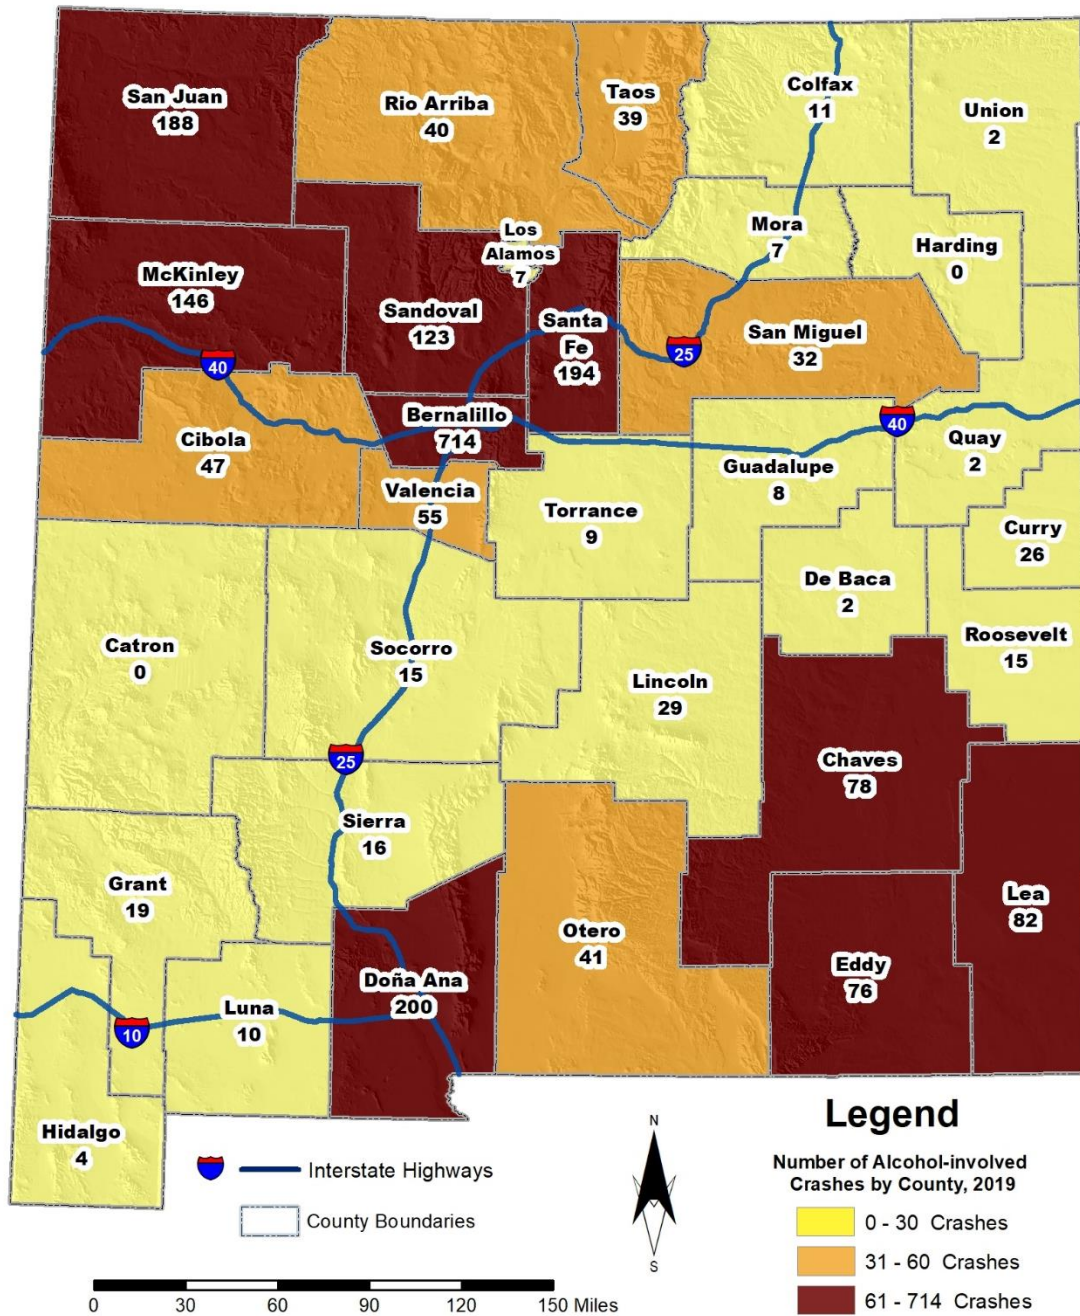 San Juan
188
Rio Arriba
40
Taos
39
Colfax
11
Union
2
McKinley
146
Sandoval
123
Los
Alamos
7
Santa
Fe
194
Mora
7
Harding
0
San Miguel
32
25
40
Cibola
47
Bernalillo
714
Valencia
55
Torrance
9
Guadalupe
8
40
Quay
2
Curry
26
De Baca
2
Roosevelt
15
Catron
0
Socorro
15
Lincoln
29
25
Sierra
16
Chaves
78
Grant
19
Otero
41
Lea
82
Eddy
76
Doña Ana
200
Luna
10
10
Hidalgo
4
Interstate Highways
County Boundaries
0 30 60 90 120 150 Miles
N
S
Legend
Number of Alcohol-involved
Crashes by County, 2019
0 - 30 Crashes
31 - 60 Crashes
61 - 714 Crashes